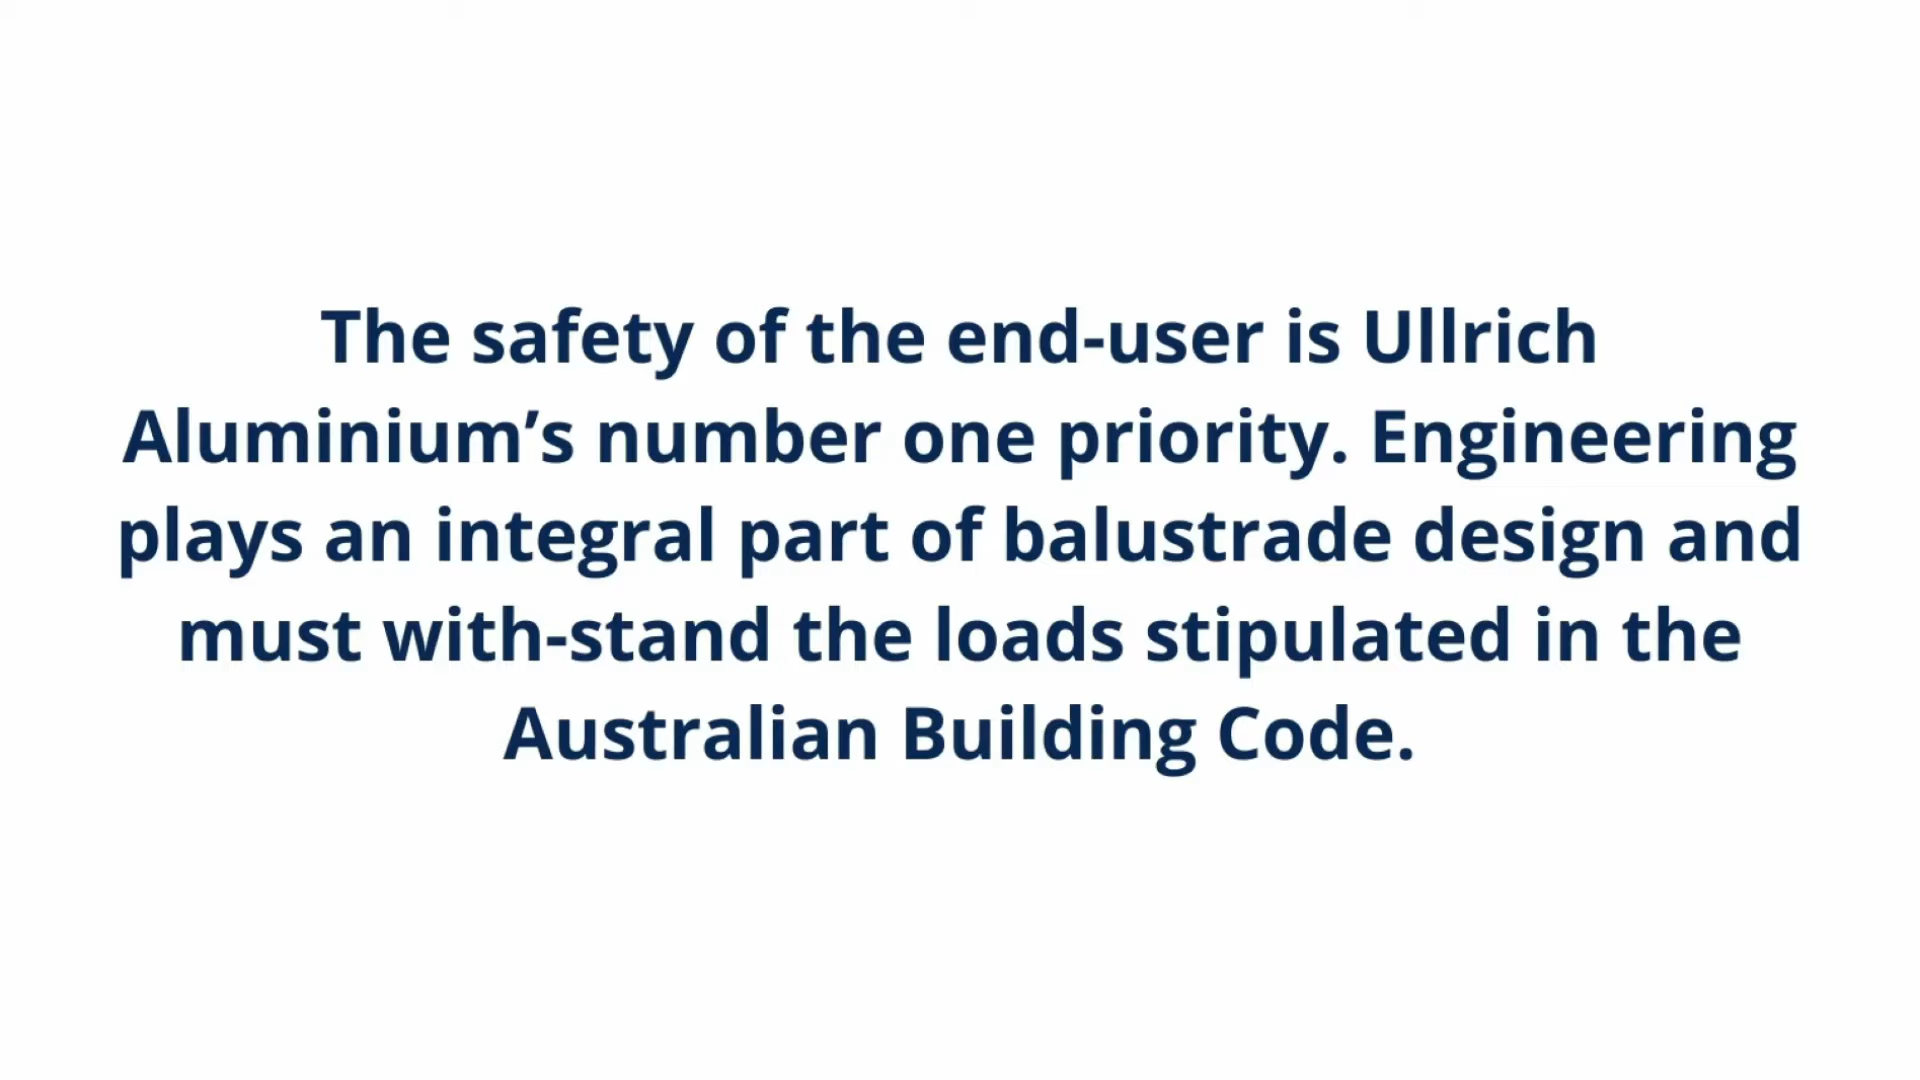 The safety of the end-user is Ullrich
Aluminium’s number one priority. Engineering
plays an integral part of balustrade design and
must with-stand the loads stipulated in the
Australian Building Code.